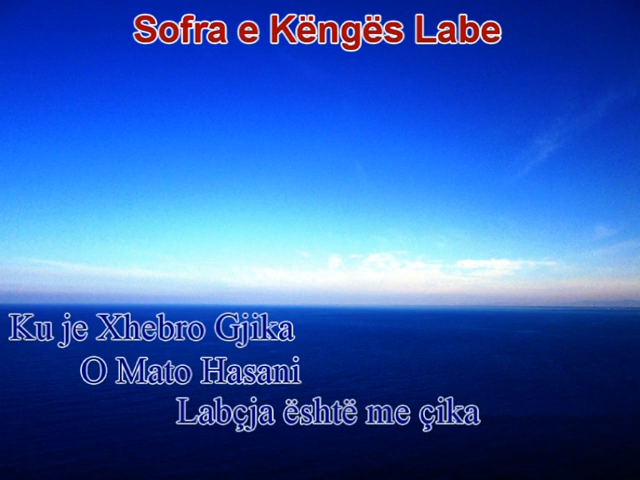 Sofra e Këngës Labe
Ku je Xhebro Gjika
O Mato Hasani
Labçja është me çika